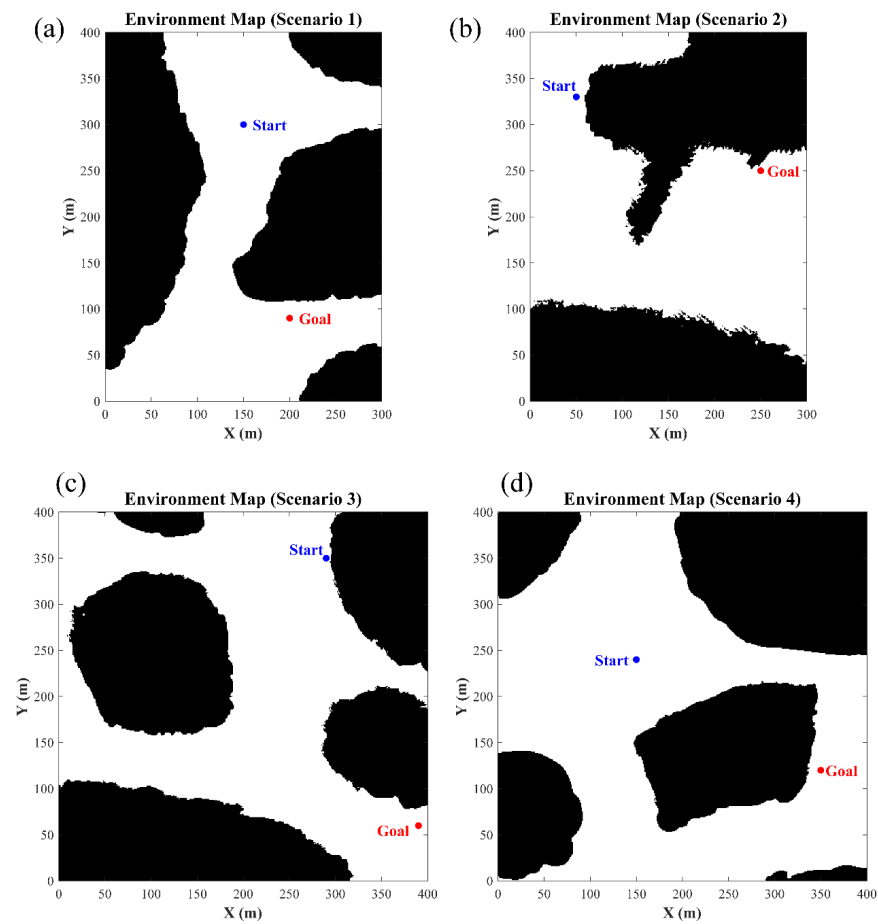 (a)
Environment Map (Scenario 1)
400
350
300
250
200
150
100
50
0
Y (m)
Start
Goal
0 50 100 150 200 250 300
X (m)
(b)
Environment Map (Scenario 2)
400
350
300
250
200
150
100
50
0
Y (m)
Start
Goal
0 50 100 150 200 250 300
X (m)
(c)
Environment Map (Scenario 3)
400
350
300
250
200
150
100
50
0
Y (m)
Start
Goal
0 50 100 150 200 250 300 350 400
X (m)
(d)
Environment Map (Scenario 4)
400
350
300
250
200
150
100
50
0
Y (m)
Start
Goal
0 50 100 150 200 250 300 350 400
X (m)